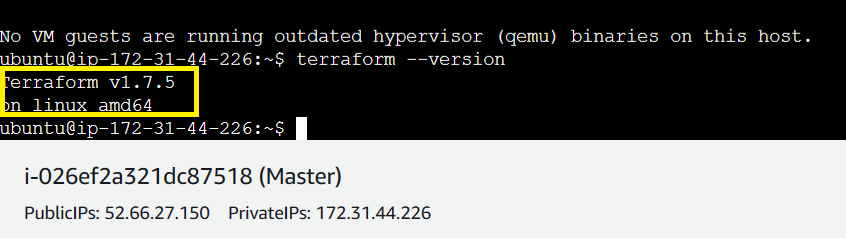 No VM guests are running outdated hypervisor (qemu) binaries on this host.
ubuntu@ip-172-31-44-226:~$ terraform --version
Terraform v1.7.5
on linux_amd64
ubuntu@ip-172-31-44-226:~$
i-026ef2a321dc87518 (Master)
PublicIPs: 52.66.27.150 PrivateIPs: 172.31.44.226